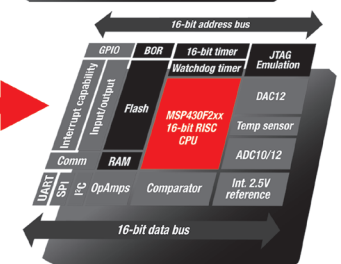 16-bit address bus
GPIO
BOR
16-bit timer
JTAG
Emulation
Watchdog timer
Interrupt capability
Input/output
Flash
MSP430F2xx
16-bit RISC
CPU
DAC12
Temp sensor
ADC10/12
Comm
RAM
UART
SPI
I²C
OpAmps
Comparator
Int. 2.5V
reference
16-bit data bus